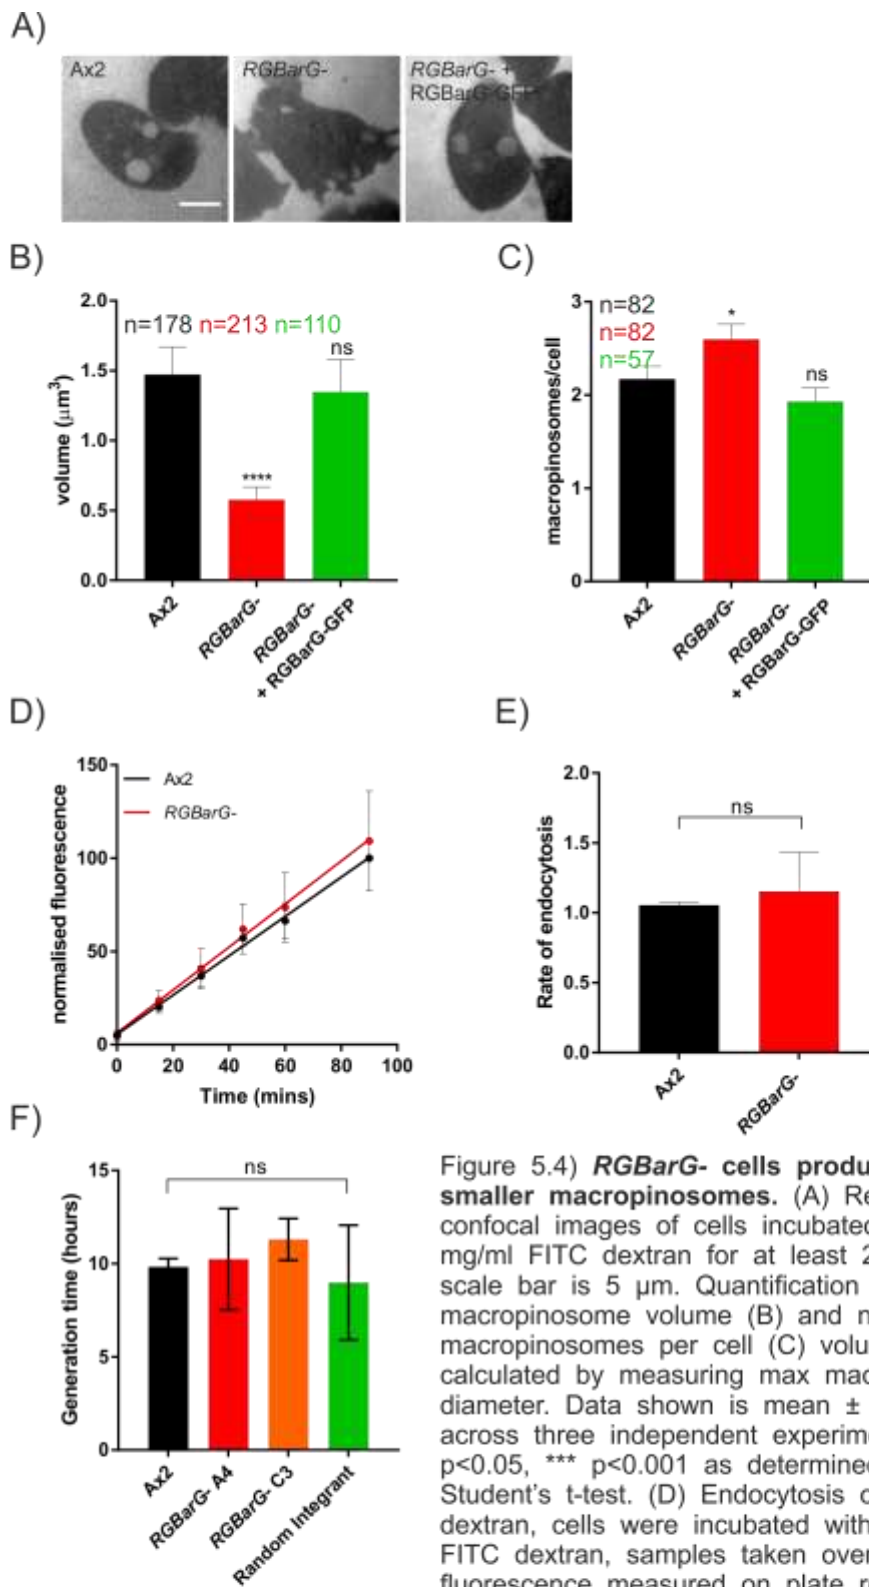 A)
Ax2
RGBarG-
RGBarG- +
RGBarG-GFP
B)
2.0
1.5
1.0
0.5
0.0
volume (μm³)
n=178 n=213 n=110
****
ns
Ax2
RGBarG-
RGBarG-
+ RGBarG-GFP
C)
3
2
1
0
macropinosomes/cell
n=82
n=82
n=57
*
ns
Ax2
RGBarG-
RGBarG-
+ RGBarG-GFP
D)
150
100
50
0
normalised fluorescence
Ax2
RGBarG-
0 20 40 60 80 100
Time (mins)
E)
2.0
1.5
1.0
0.5
0.0
Rate of endocytosis
ns
Ax2
RGBarG-
F)
15
10
5
0
Generation time (hours)
ns
Ax2
RGBarG- A4
RGBarG- C3
Random Integrant
Figure 5.4) RGBarG- cells produ
smaller macropinosomes. (A) Re
confocal images of cells incubated
mg/ml FITC dextran for at least 2
scale bar is 5 μm. Quantification
macropinosome volume (B) and n
macropinosomes per cell (C) volu
calculated by measuring max mac
diameter. Data shown is mean ±
across three independent experim
p<0.05, *** p<0.001 as determined
Student's t-test. (D) Endocytosis o
dextran, cells were incubated with
FITC dextran, samples taken over
fluorescence measured on plate r